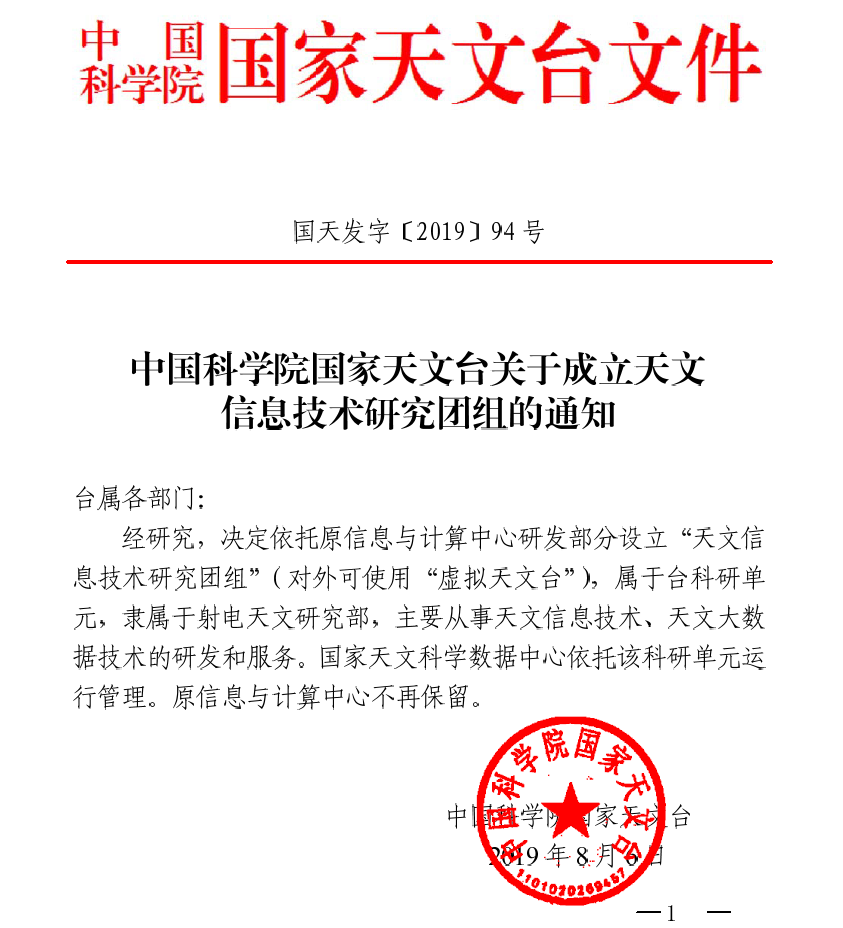 中国
科学院
国家天文台文件
国天发字〔2019〕94 号
中国科学院国家天文台关于成立天文
信息技术研究团组的通知
台属各部门：
经研究，决定依托原信息与计算中心研发部分设立“天文信
息技术研究团组”（对外可使用“虚拟天文台”），属于台科研单
元，隶属于射电天文研究部，主要从事天文信息技术、天文大数
据技术的研发和服务。国家天文科学数据中心依托该科研单元运
行管理。原信息与计算中心不再保留。
中国科学院国家天文台
中国科学院国家天文台
2019 年 8 月 6 日
1101020269457
— 1 —